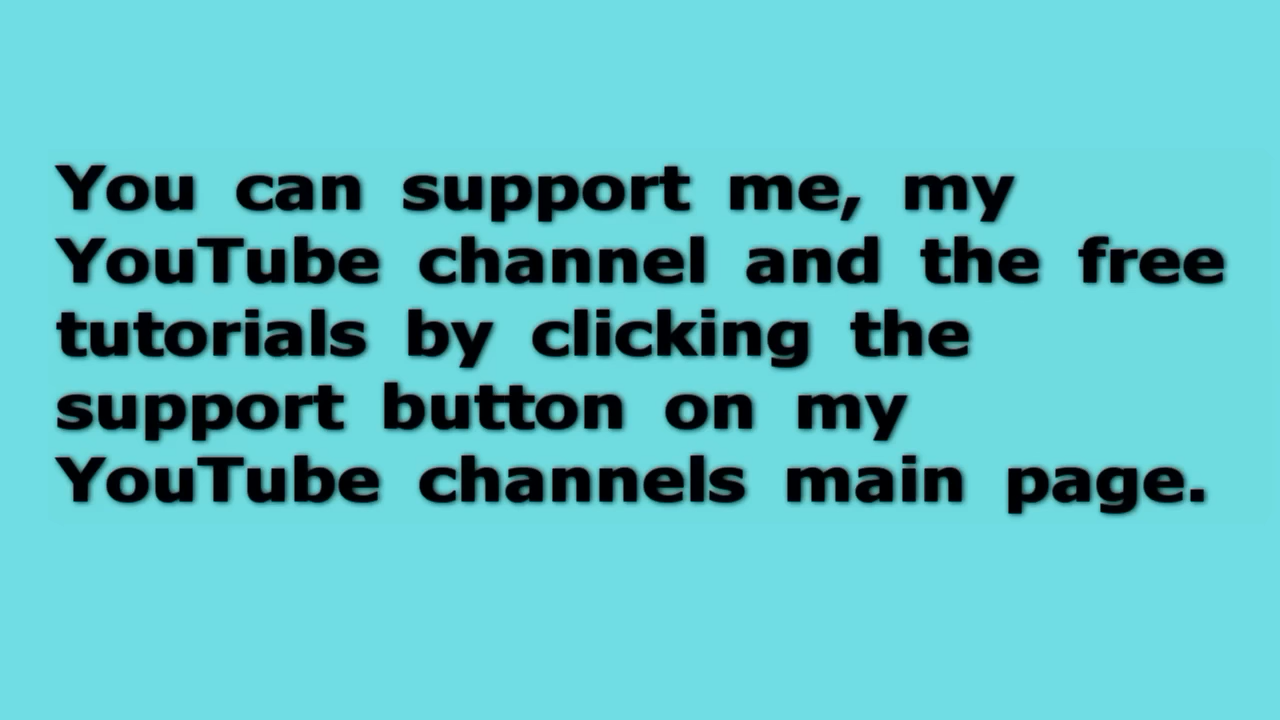 You can support me, my
YouTube channel and the free
tutorials by clicking the
support button on my
YouTube channels main page.